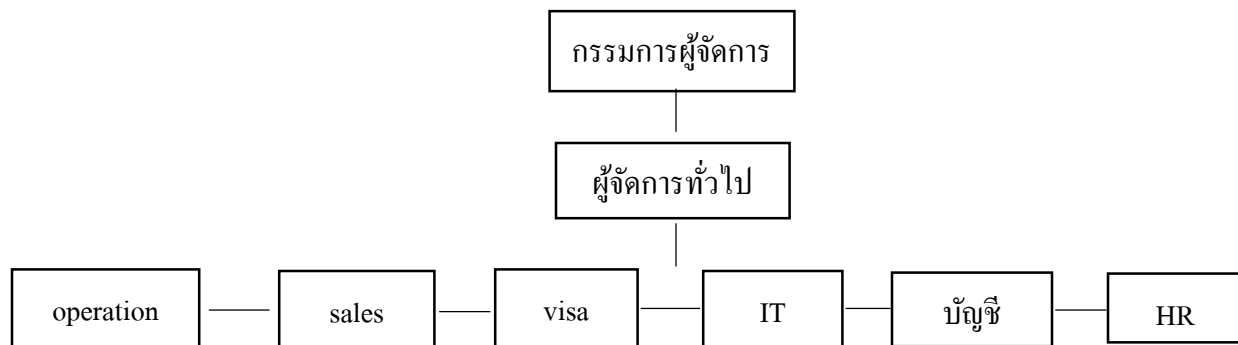 กรรมการผู้จัดการ
ผู้จัดการทั่วไป
operation
sales
visa
IT
บัญชี
HR